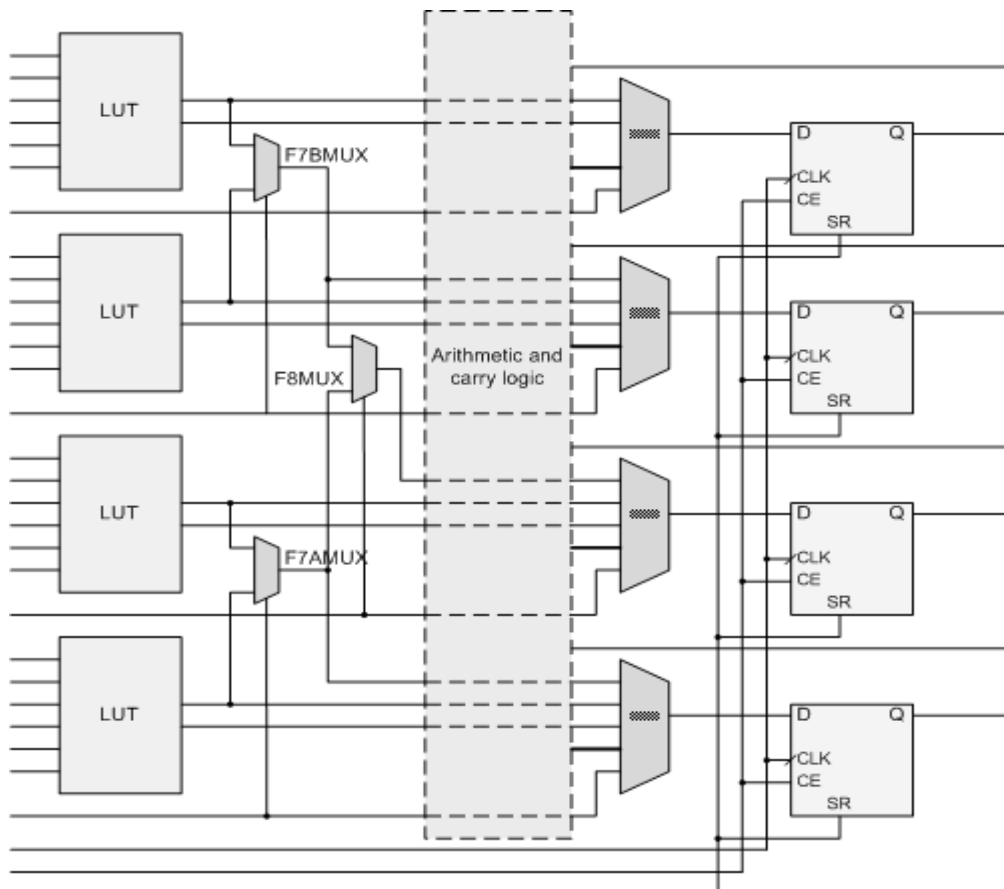 LUT
F7BMUX
LUT
F8MUX
LUT
F7AMUX
LUT
Arithmetic and
carry logic
D Q
CLK
CE
SR
D Q
CLK
CE
SR
D Q
CLK
CE
SR
D Q
CLK
CE
SR